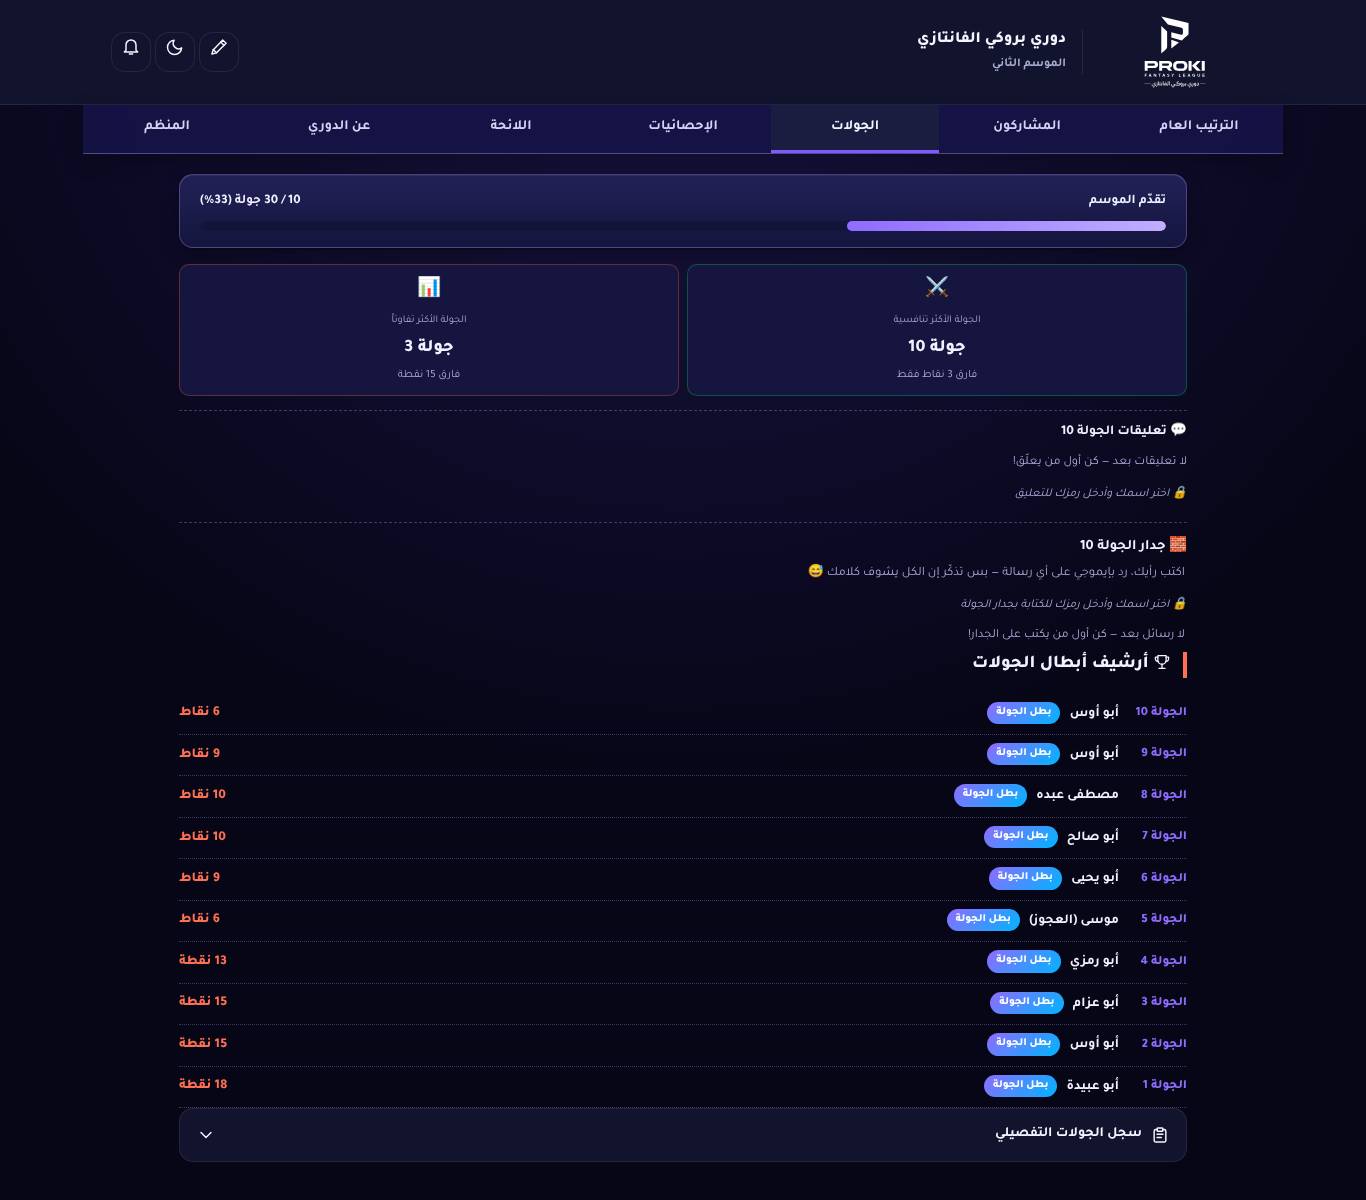 PROKI
FANTASY LEAGUE
دوري بروكي الفانتازي
دوري بروكي الفانتازي
الموسم الثاني
الترتيب العام
المشاركون
الجولات
الإحصائيات
اللائحة
عن الدوري
المنظم
تقدّم الموسم
10 / 30 جولة (33%)
الجولة الأكثر تنافسية
جولة 10
فارق 3 نقاط فقط
الجولة الأكثر تفاوتاً
جولة 3
فارق 15 نقطة
💬 تعليقات الجولة 10
لا تعليقات بعد — كن أول من يعلّق!
🔒 اختر اسمك وأدخل رمزك للتعليق
🧱 جدار الجولة 10
اكتب رأيك، رد بإيموجي على أي رسالة — بس تذكّر إن الكل يشوف كلامك 😅
🔒 اختر اسمك وأدخل رمزك للكتابة بجدار الجولة
لا رسائل بعد — كن أول من يكتب على الجدار!
أرشيف أبطال الجولات
الجولة 10 أبو أوس بطل الجولة 6 نقاط
الجولة 9 أبو أوس بطل الجولة 9 نقاط
الجولة 8 مصطفى عبده بطل الجولة 10 نقاط
الجولة 7 أبو صالح بطل الجولة 10 نقاط
الجولة 6 أبو يحيى بطل الجولة 9 نقاط
الجولة 5 موسى (العجوز) بطل الجولة 6 نقاط
الجولة 4 أبو رمزي بطل الجولة 13 نقطة
الجولة 3 أبو عزام بطل الجولة 15 نقطة
الجولة 2 أبو أوس بطل الجولة 15 نقطة
الجولة 1 أبو عبيدة بطل الجولة 18 نقطة
سجل الجولات التفصيلي